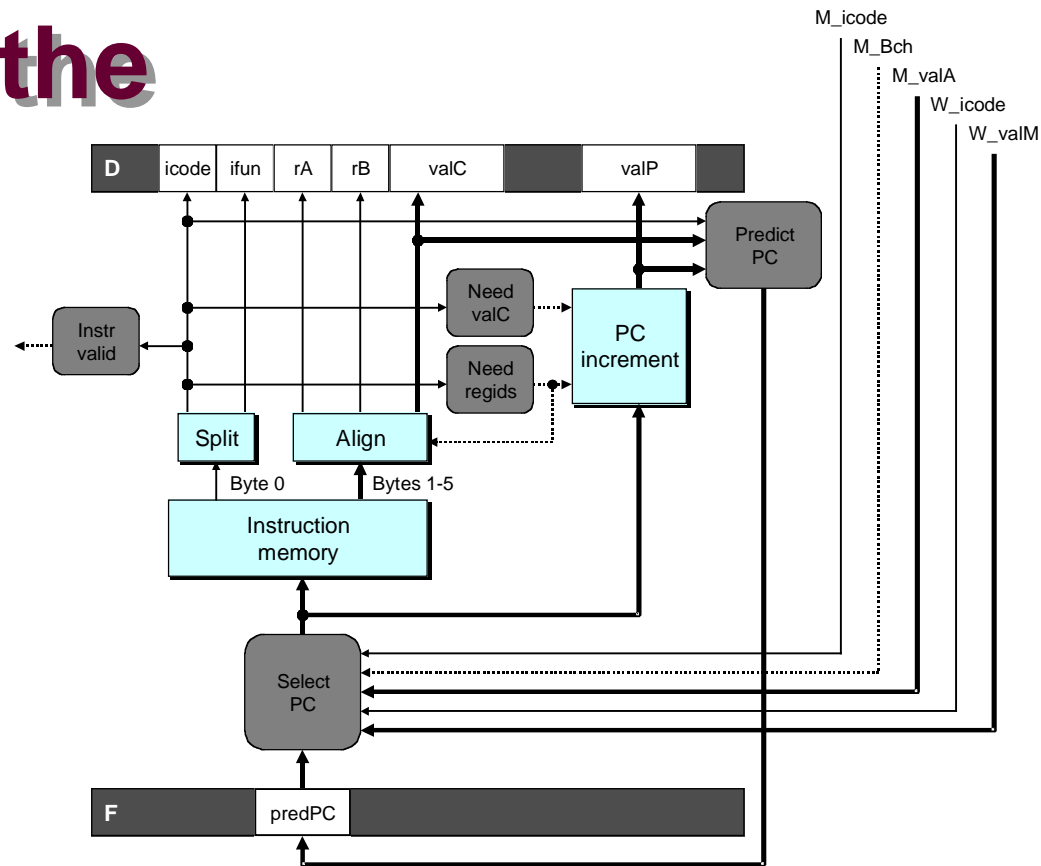 the
M_icode
M_Bch
M_valA
W_icode
W_valM
D icode ifun rA rB valC valP
Predict
PC
Need
valC
Instr
valid
PC
increment
Need
regids
Split
Align
Byte 0
Bytes 1-5
Instruction
memory
Select
PC
F predPC